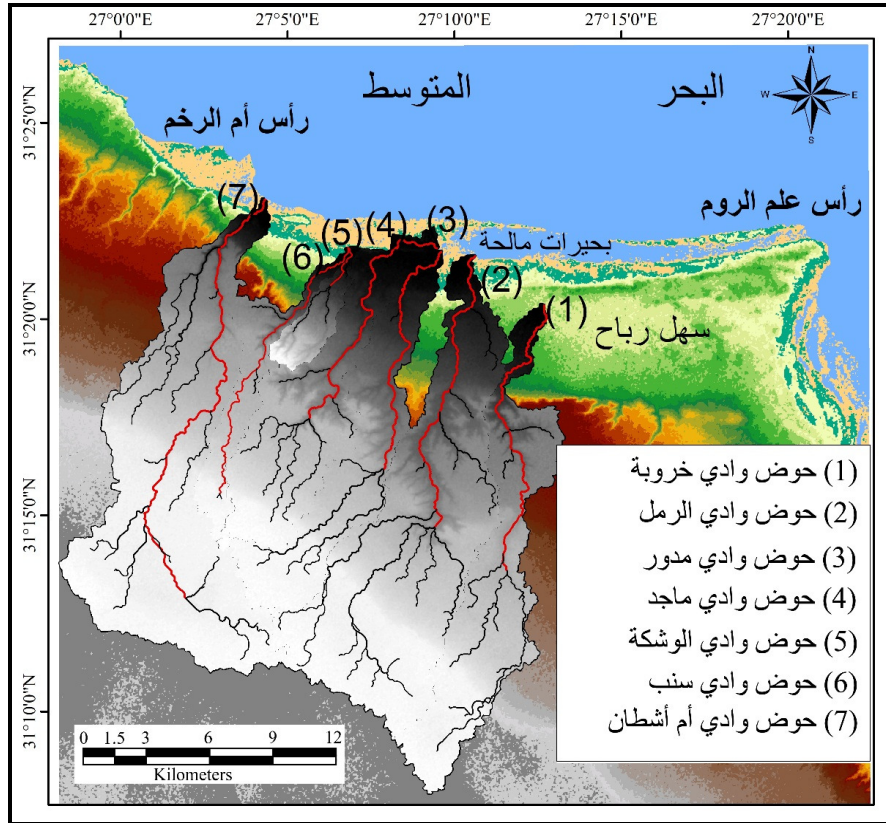 27°0'0"E 27°5'0"E 27°10'0"E 27°15'0"E 27°20'0"E
31°25'0"N
31°20'0"N
31°15'0"N
31°10'0"N
البحر المتوسط
N
W E
S
رأس أم الرخم
رأس علم الروم
بحيرات مالحة
سهل رباح
(7)
(6)
(5)
(4)
(3)
(2)
(1)
(1) حوض وادي خروبة
(2) حوض وادي الرمل
(3) حوض وادي مدور
(4) حوض وادي ماجد
(5) حوض وادي الوشكة
(6) حوض وادي سنب
(7) حوض وادي أم أشطان
0 1.5 3 6 9 12
Kilometers